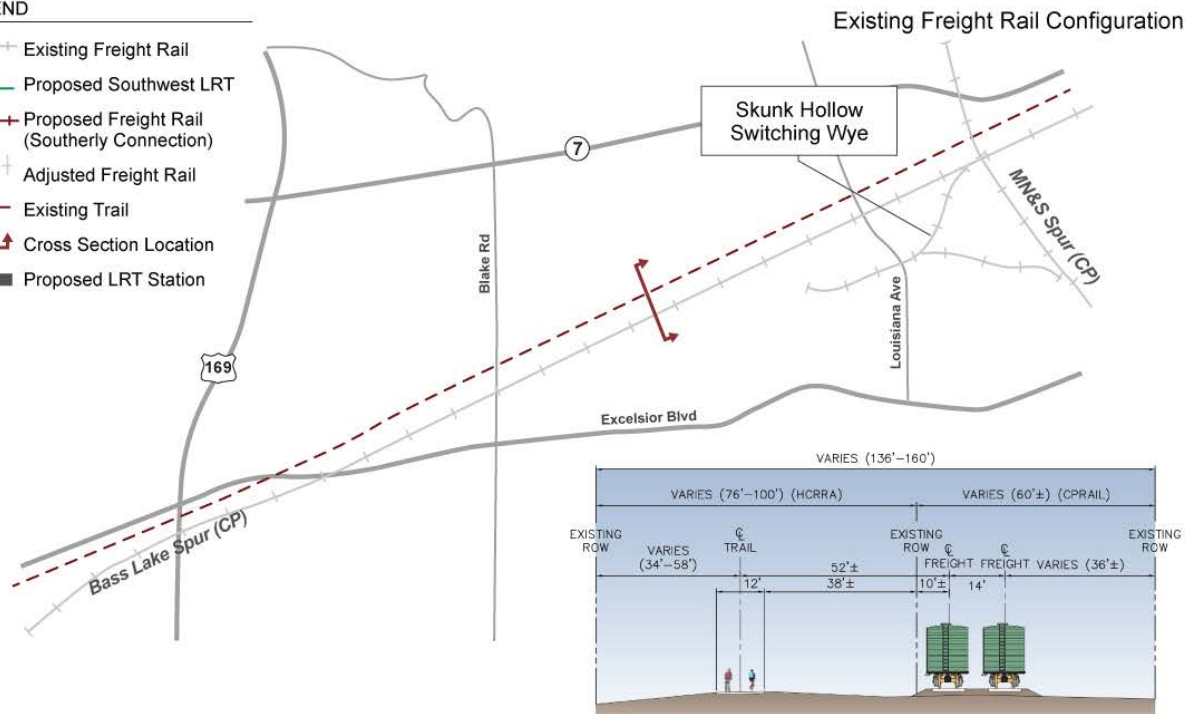 END
Existing Freight Rail Configuration
Existing Freight Rail
Proposed Southwest LRT
Proposed Freight Rail
(Southerly Connection)
Adjusted Freight Rail
Existing Trail
Cross Section Location
Proposed LRT Station
Skunk Hollow
Switching Wye
7
MN&S Spur (CP)
Blake Rd
Louisiana Ave
169
Excelsior Blvd
Bass Lake Spur (CP)
VARIES (136'-160')
VARIES (76'-100') (HCRRA)
VARIES (60'±) (CPRAIL)
EXISTING
ROW
VARIES
(34'-58')
℄
TRAIL
52'±
12'
38'±
EXISTING
ROW
℄
FREIGHT
℄
FREIGHT
10'±
14'
VARIES (36'±)
EXISTING
ROW